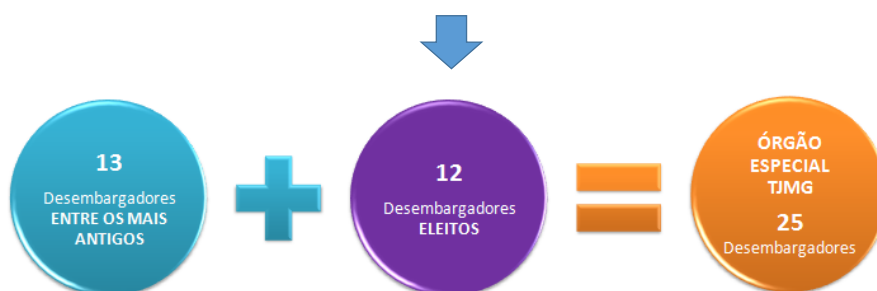 13
Desembargadores
ENTRE OS MAIS
ANTIGOS
12
Desembargadores
ELEITOS
ÓRGÃO
ESPECIAL
TJMG
25
Desembargadores